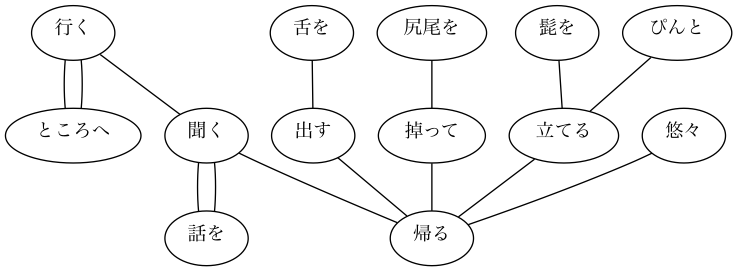 行く 舌を 尻尾を 髭を ぴんと
ところへ 聞く 出す 掉って 立てる 悠々
話を 帰る